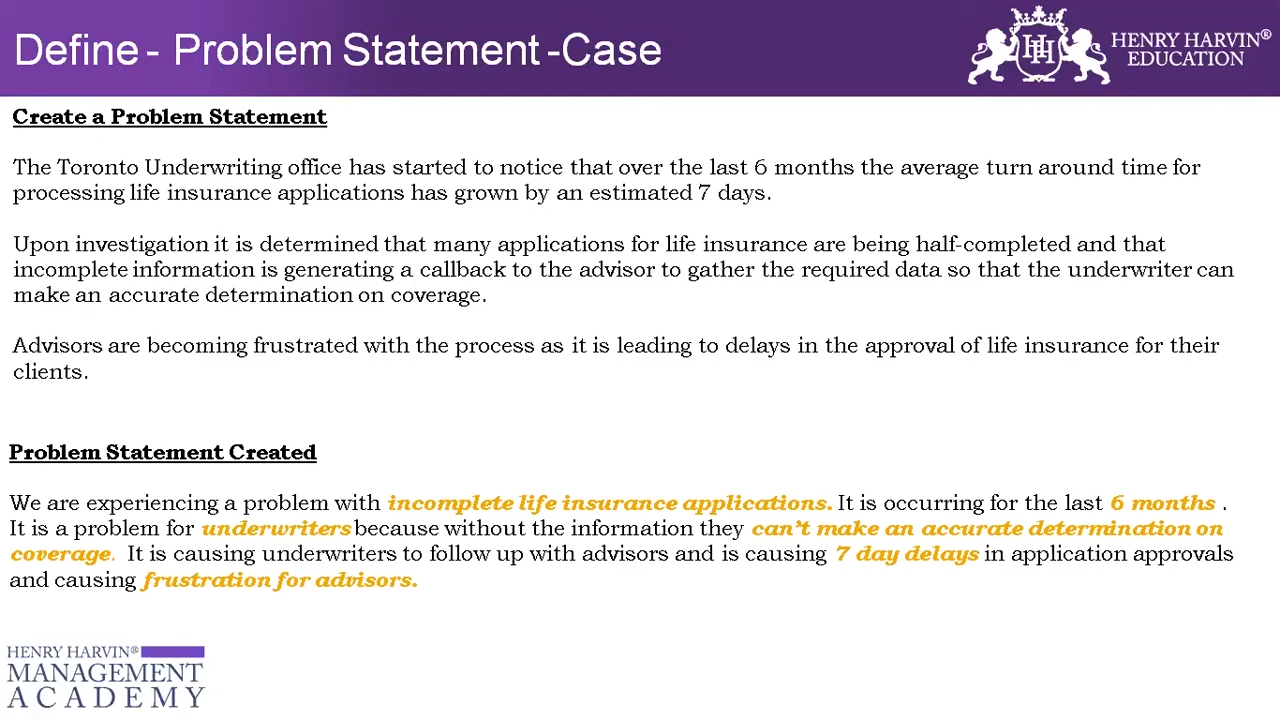 Define - Problem Statement -Case
HENRY HARVIN®
EDUCATION
Create a Problem Statement
The Toronto Underwriting office has started to notice that over the last 6 months the average turn around time for
processing life insurance applications has grown by an estimated 7 days.
Upon investigation it is determined that many applications for life insurance are being half-completed and that
incomplete information is generating a callback to the advisor to gather the required data so that the underwriter can
make an accurate determination on coverage.
Advisors are becoming frustrated with the process as it is leading to delays in the approval of life insurance for their
clients.
Problem Statement Created
We are experiencing a problem with incomplete life insurance applications. It is occurring for the last 6 months .
It is a problem for underwriters because without the information they can't make an accurate determination on
coverage. It is causing underwriters to follow up with advisors and is causing 7 day delays in application approvals
and causing frustration for advisors.
HENRY HARVIN®
MANAGEMENT
ACADEMY